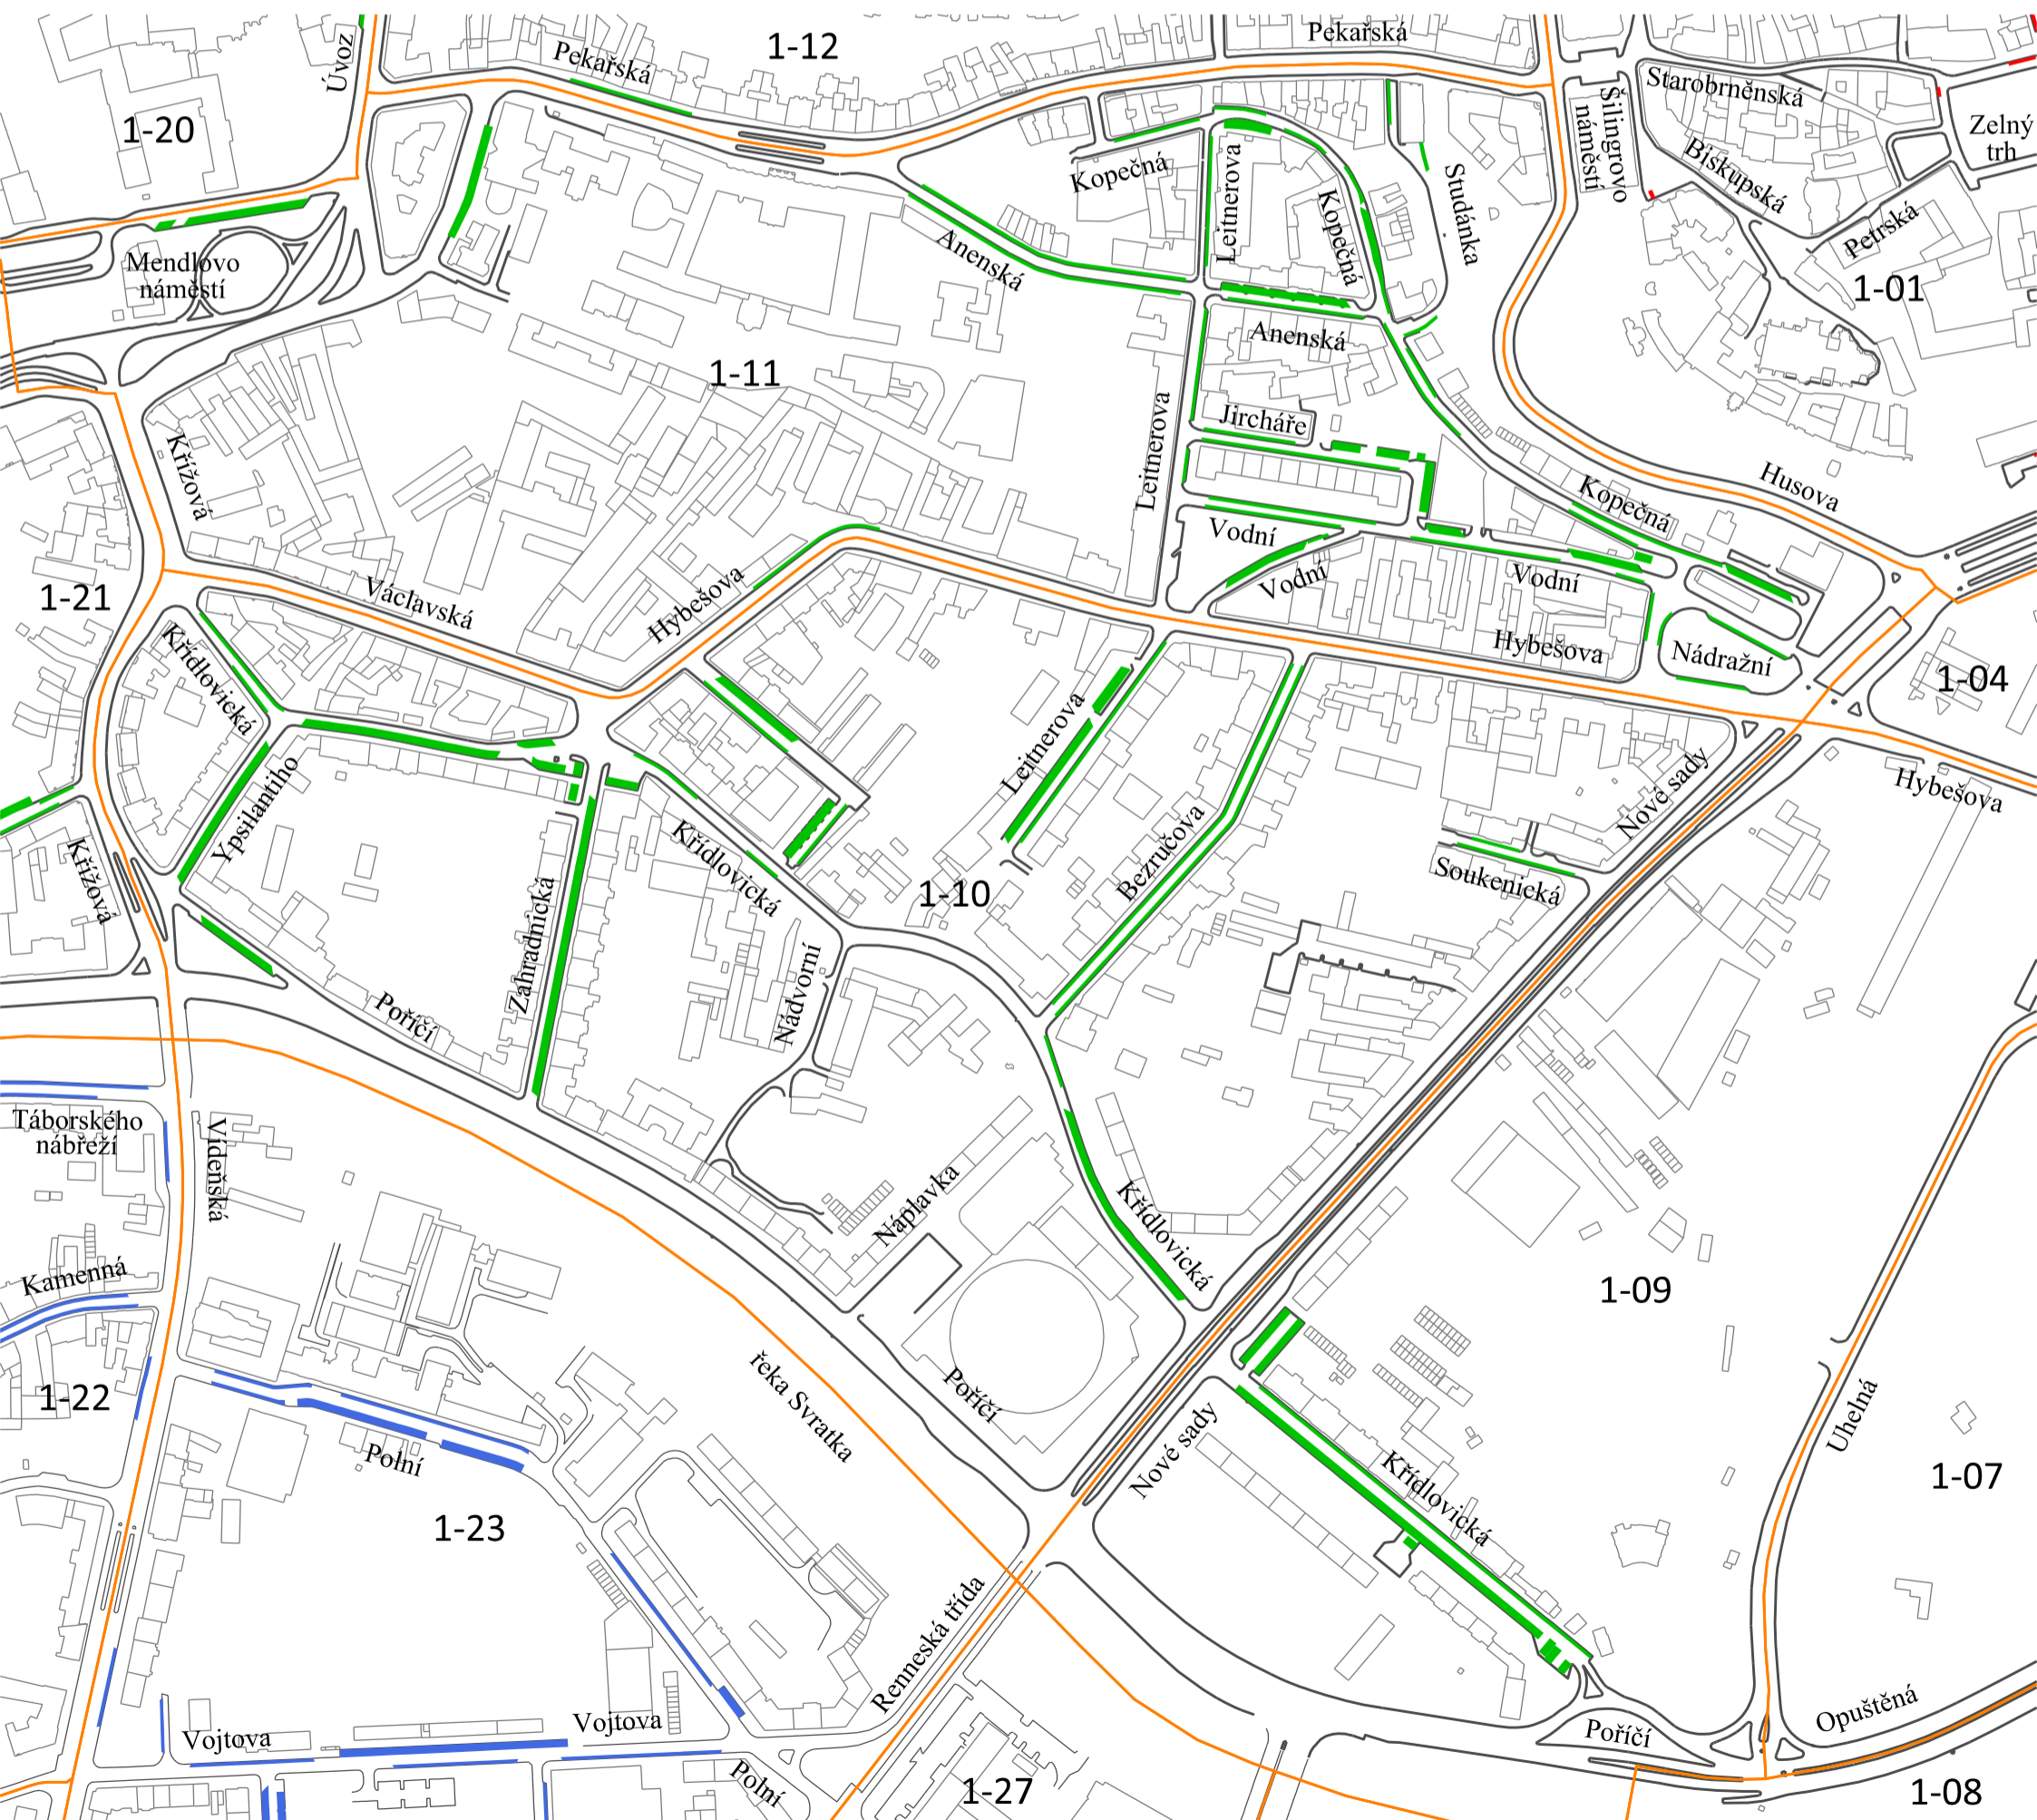 Pekařská
1-12
Pekařská
Úvoz
Starobrněnská
Šilingrovo
náměstí
Zelný
trh
1-20
Biskupská
Petrská
Kopečná
Leitnerova
Kopečná
Studánka
Mendlovo
náměstí
Anenská
1-01
Anenská
1-11
Jircháře
Leitnerova
Křížová
Husova
Kopečná
Vodní
Vodní
Vodní
1-21
Václavská
Hybešova
Křídlovická
Hybešova
Nádražní
1-04
Leitnerova
Ypsilantiho
Nové sady
Hybešova
Křížová
Křídlovická
Bezručova
Soukenická
1-10
Zahradnická
Nádvorní
Poříčí
Táborského
nábřeží
Vídeňská
Náplavka
Křídlovická
Kamenná
1-09
1-22
řeka Svratka
Poříčí
Uhelná
Polní
Nové sady
Křídlovická
1-07
1-23
Renneská třída
Vojtova
Vojtova
Opuštěná
Poříčí
Polní
1-27
1-08